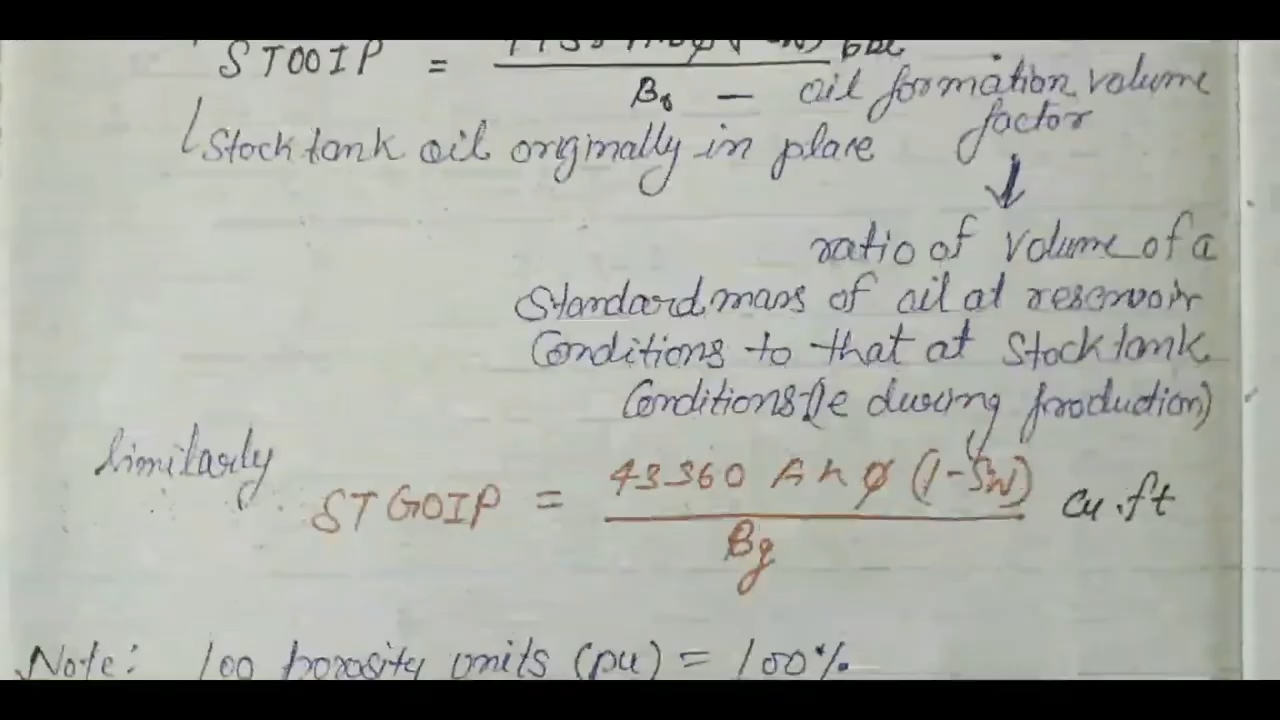 STOOIP =
Bo — oil formation volume factor
(Stock tank oil originally in place
↓
ratio of volume of a
Standard mass of oil at reservoir
Conditions to that at Stock tank
Conditions (ie during production)
Similarly
STGOIP = 43560 A h φ (1-Sw) / Bg cu.ft
Note: 100 porosity units (pu) = 100%